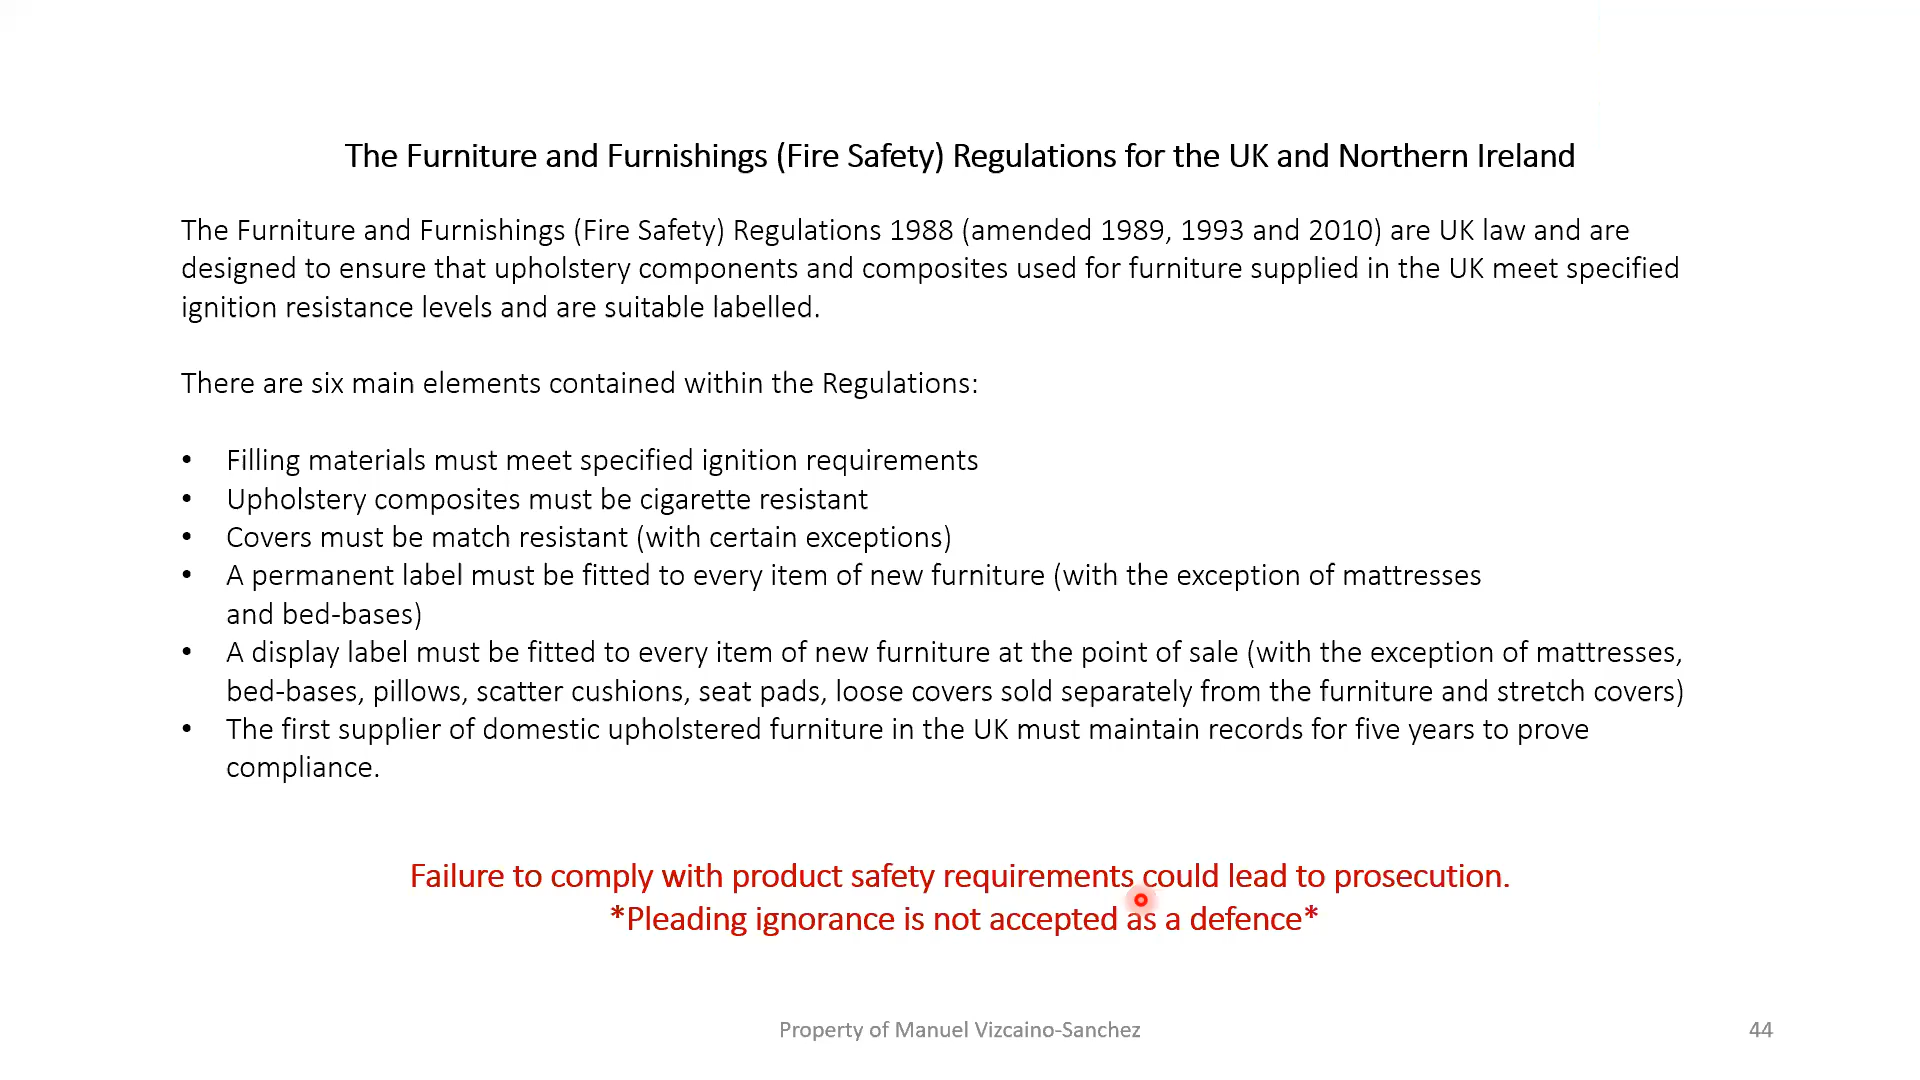 The Furniture and Furnishings (Fire Safety) Regulations for the UK and Northern Ireland
The Furniture and Furnishings (Fire Safety) Regulations 1988 (amended 1989, 1993 and 2010) are UK law and are
designed to ensure that upholstery components and composites used for furniture supplied in the UK meet specified
ignition resistance levels and are suitable labelled.
There are six main elements contained within the Regulations:
• Filling materials must meet specified ignition requirements
• Upholstery composites must be cigarette resistant
• Covers must be match resistant (with certain exceptions)
• A permanent label must be fitted to every item of new furniture (with the exception of mattresses
and bed-bases)
• A display label must be fitted to every item of new furniture at the point of sale (with the exception of mattresses,
bed-bases, pillows, scatter cushions, seat pads, loose covers sold separately from the furniture and stretch covers)
• The first supplier of domestic upholstered furniture in the UK must maintain records for five years to prove
compliance.
Failure to comply with product safety requirements could lead to prosecution.
*Pleading ignorance is not accepted as a defence*
Property of Manuel Vizcaino-Sanchez
44